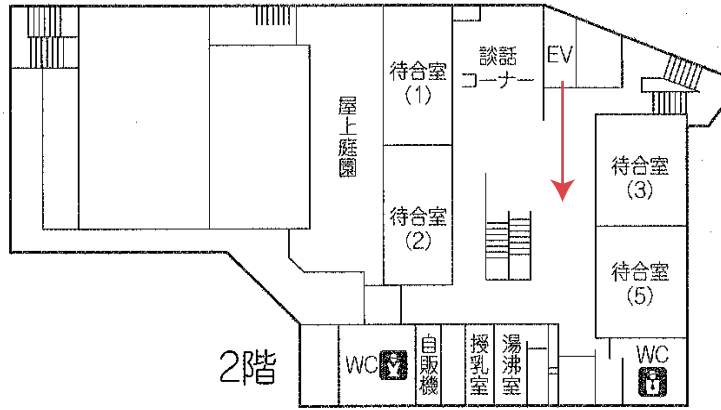 待合室
(1)
談話
コーナー
EV
屋上庭園
待合室
(2)
待合室
(3)
待合室
(5)
2階
WC
自販機
授乳室
湯沸室
WC